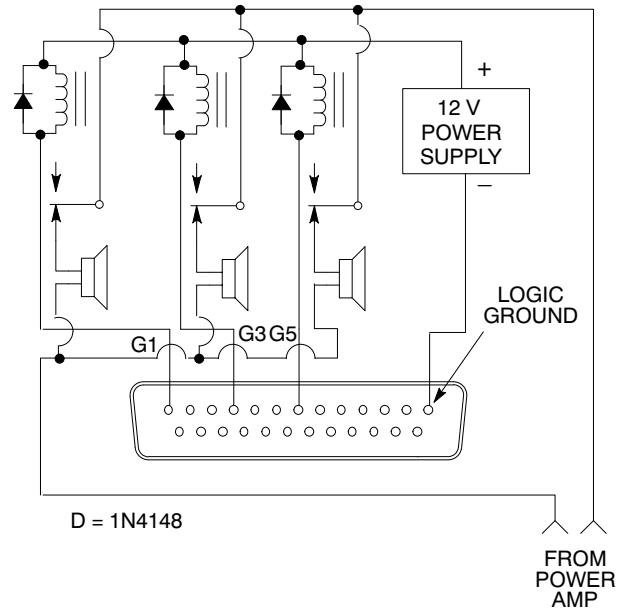 +
12 V
POWER
SUPPLY
–
LOGIC
GROUND
G1
G3 G5
D = 1N4148
FROM
POWER
AMP